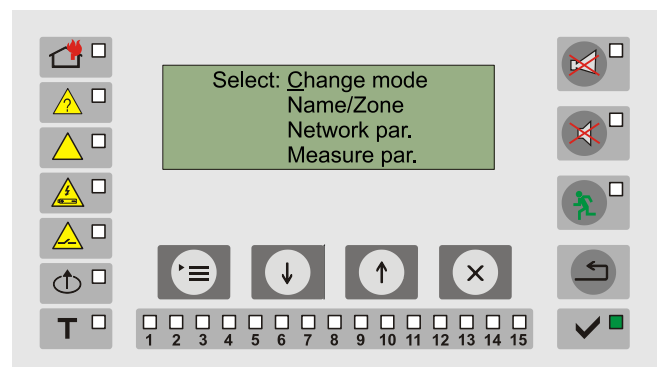 Select: Change mode
Name/Zone
Network par.
Measure par.
?
T
1 2 3 4 5 6 7 8 9 10 11 12 13 14 15